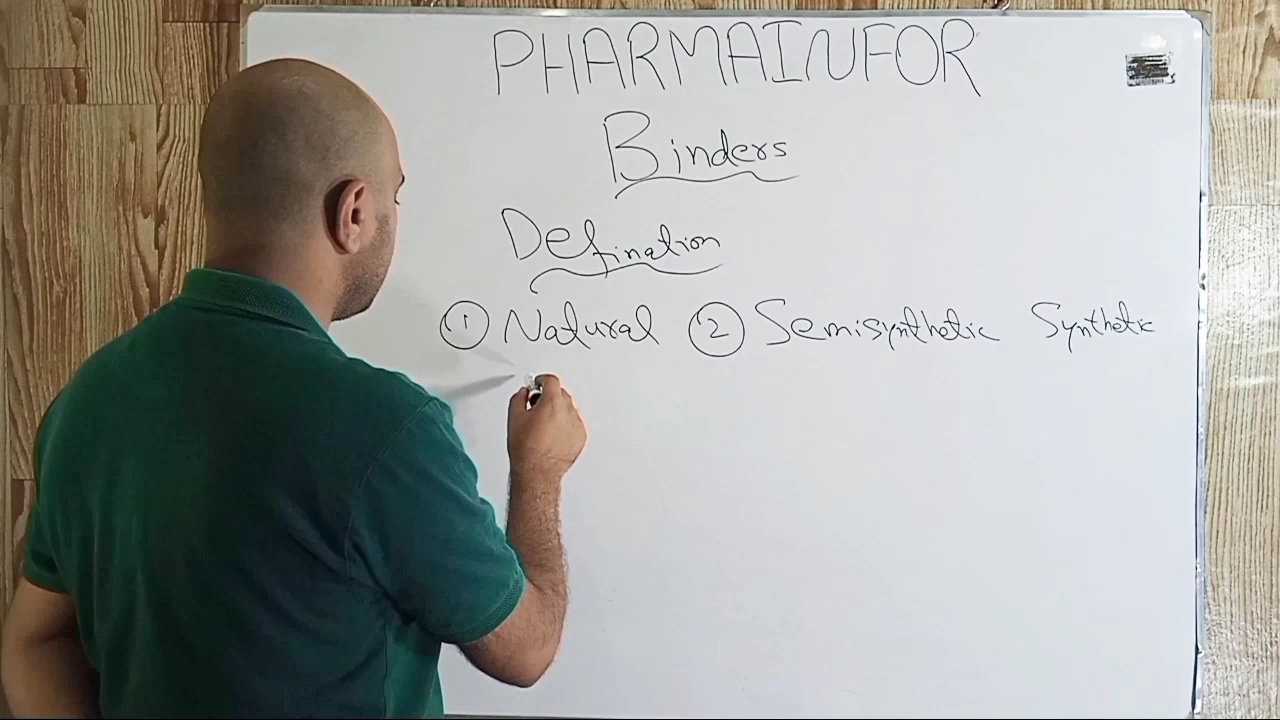 PHARMAINFOR
Binders
Defination
① Natural ② Semisynthetic Synthetic